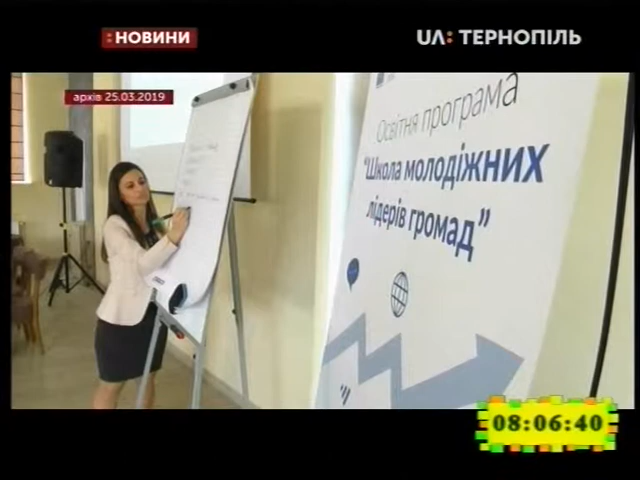 :НОВИНИ
UA: ТЕРНОПІЛЬ
архів 25.03.2019
Освітня програма
"Школа молодіжних
лідерів громад"
08:06:40